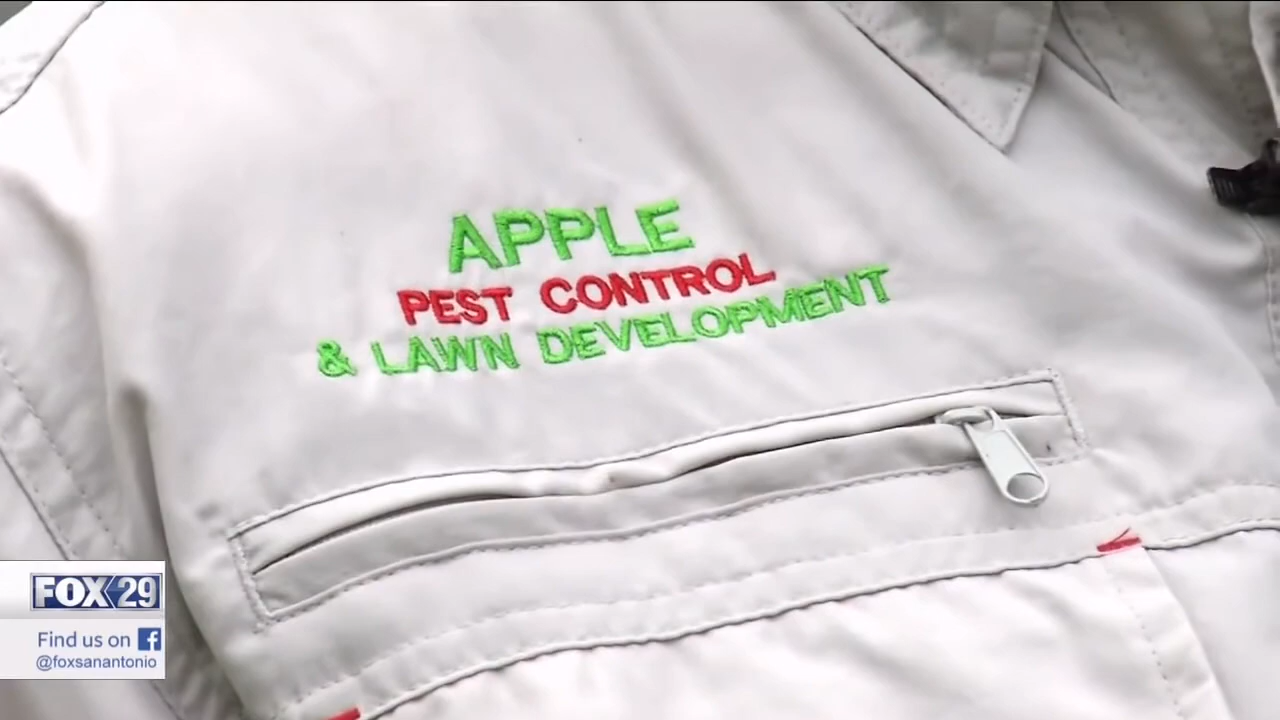 APPLE
PEST CONTROL
& LAWN DEVELOPMENT
FOX 29
Find us on f
@foxsanantonio